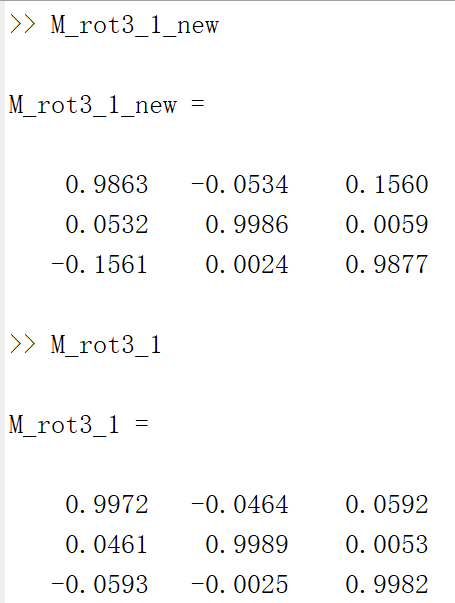 >> M_rot3_1_new
M_rot3_1_new =
0.9863 -0.0534 0.1560
0.0532 0.9986 0.0059
-0.1561 0.0024 0.9877
>> M_rot3_1
M_rot3_1 =
0.9972 -0.0464 0.0592
0.0461 0.9989 0.0053
-0.0593 -0.0025 0.9982